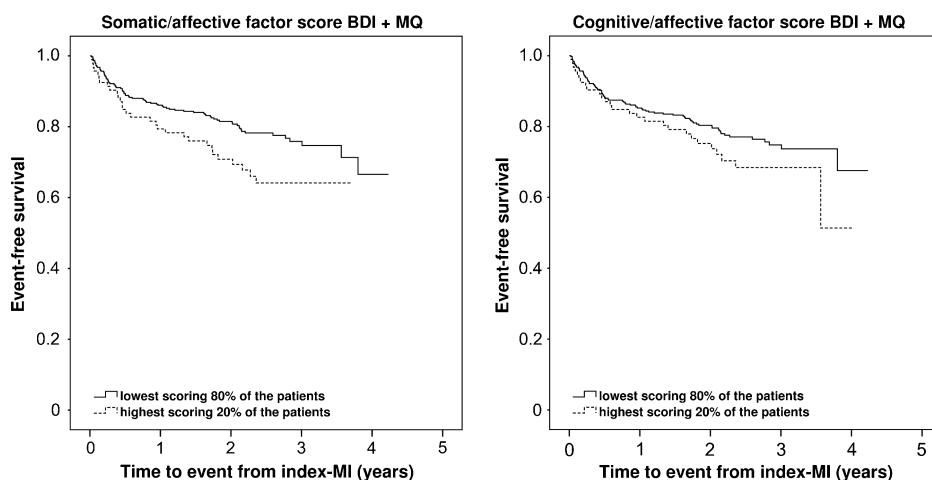 Somatic/affective factor score BDI + MQ
1.0
0.8
0.6
0.4
0.2
0
Event-free survival
lowest scoring 80% of the patients
highest scoring 20% of the patients
0 1 2 3 4 5
Time to event from index-MI (years)
Cognitive/affective factor score BDI + MQ
1.0
0.8
0.6
0.4
0.2
0
Event-free survival
lowest scoring 80% of the patients
highest scoring 20% of the patients
0 1 2 3 4 5
Time to event from index-MI (years)